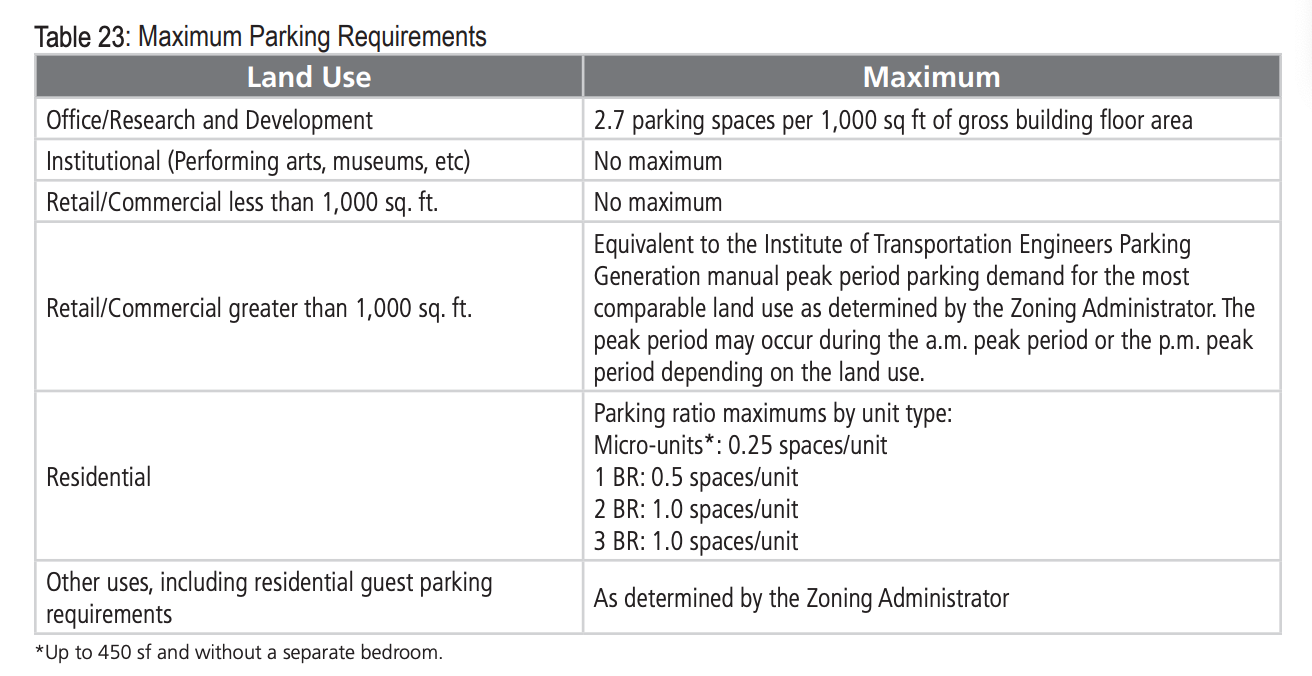 Table 23: Maximum Parking Requirements
Land Use
Maximum
Office/Research and Development
2.7 parking spaces per 1,000 sq ft of gross building floor area
Institutional (Performing arts, museums, etc)
No maximum
Retail/Commercial less than 1,000 sq. ft.
No maximum
Retail/Commercial greater than 1,000 sq. ft.
Equivalent to the Institute of Transportation Engineers Parking
Generation manual peak period parking demand for the most
comparable land use as determined by the Zoning Administrator. The
peak period may occur during the a.m. peak period or the p.m. peak
period depending on the land use.
Residential
Parking ratio maximums by unit type:
Micro-units*: 0.25 spaces/unit
1 BR: 0.5 spaces/unit
2 BR: 1.0 spaces/unit
3 BR: 1.0 spaces/unit
Other uses, including residential guest parking
requirements
As determined by the Zoning Administrator
*Up to 450 sf and without a separate bedroom.